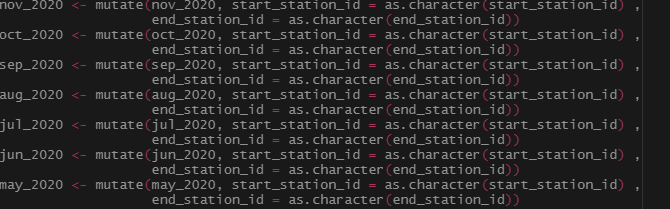 nov_2020 <- mutate(nov_2020, start_station_id = as.character(start_station_id) ,
end_station_id = as.character(end_station_id))
oct_2020 <- mutate(oct_2020, start_station_id = as.character(start_station_id) ,
end_station_id = as.character(end_station_id))
sep_2020 <- mutate(sep_2020, start_station_id = as.character(start_station_id) ,
end_station_id = as.character(end_station_id))
aug_2020 <- mutate(aug_2020, start_station_id = as.character(start_station_id) ,
end_station_id = as.character(end_station_id))
jul_2020 <- mutate(jul_2020, start_station_id = as.character(start_station_id) ,
end_station_id = as.character(end_station_id))
jun_2020 <- mutate(jun_2020, start_station_id = as.character(start_station_id) ,
end_station_id = as.character(end_station_id))
may_2020 <- mutate(may_2020, start_station_id = as.character(start_station_id) ,
end_station_id = as.character(end_station_id))